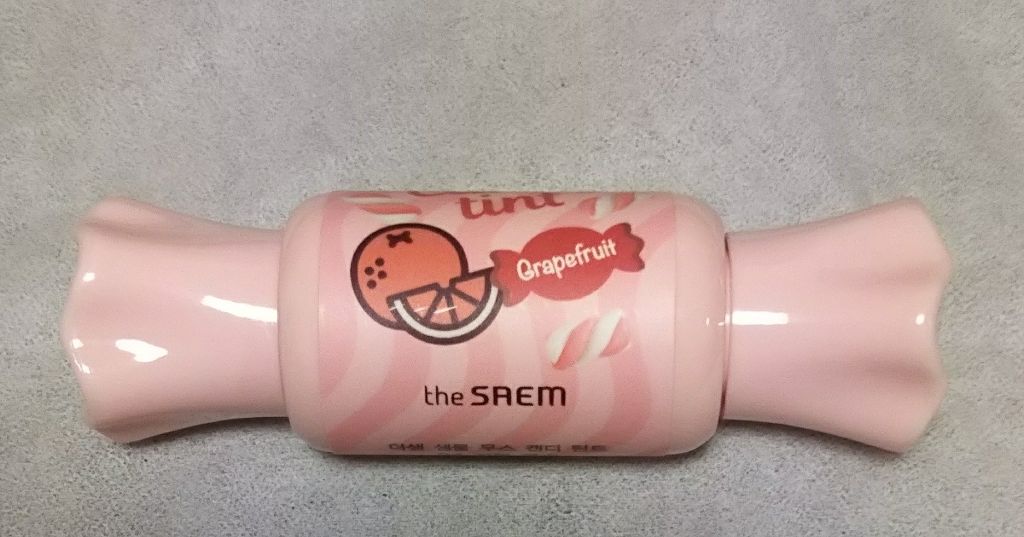 tint
Grapefruit
the SAEM
더샘 샘물 무스 캔디 틴트